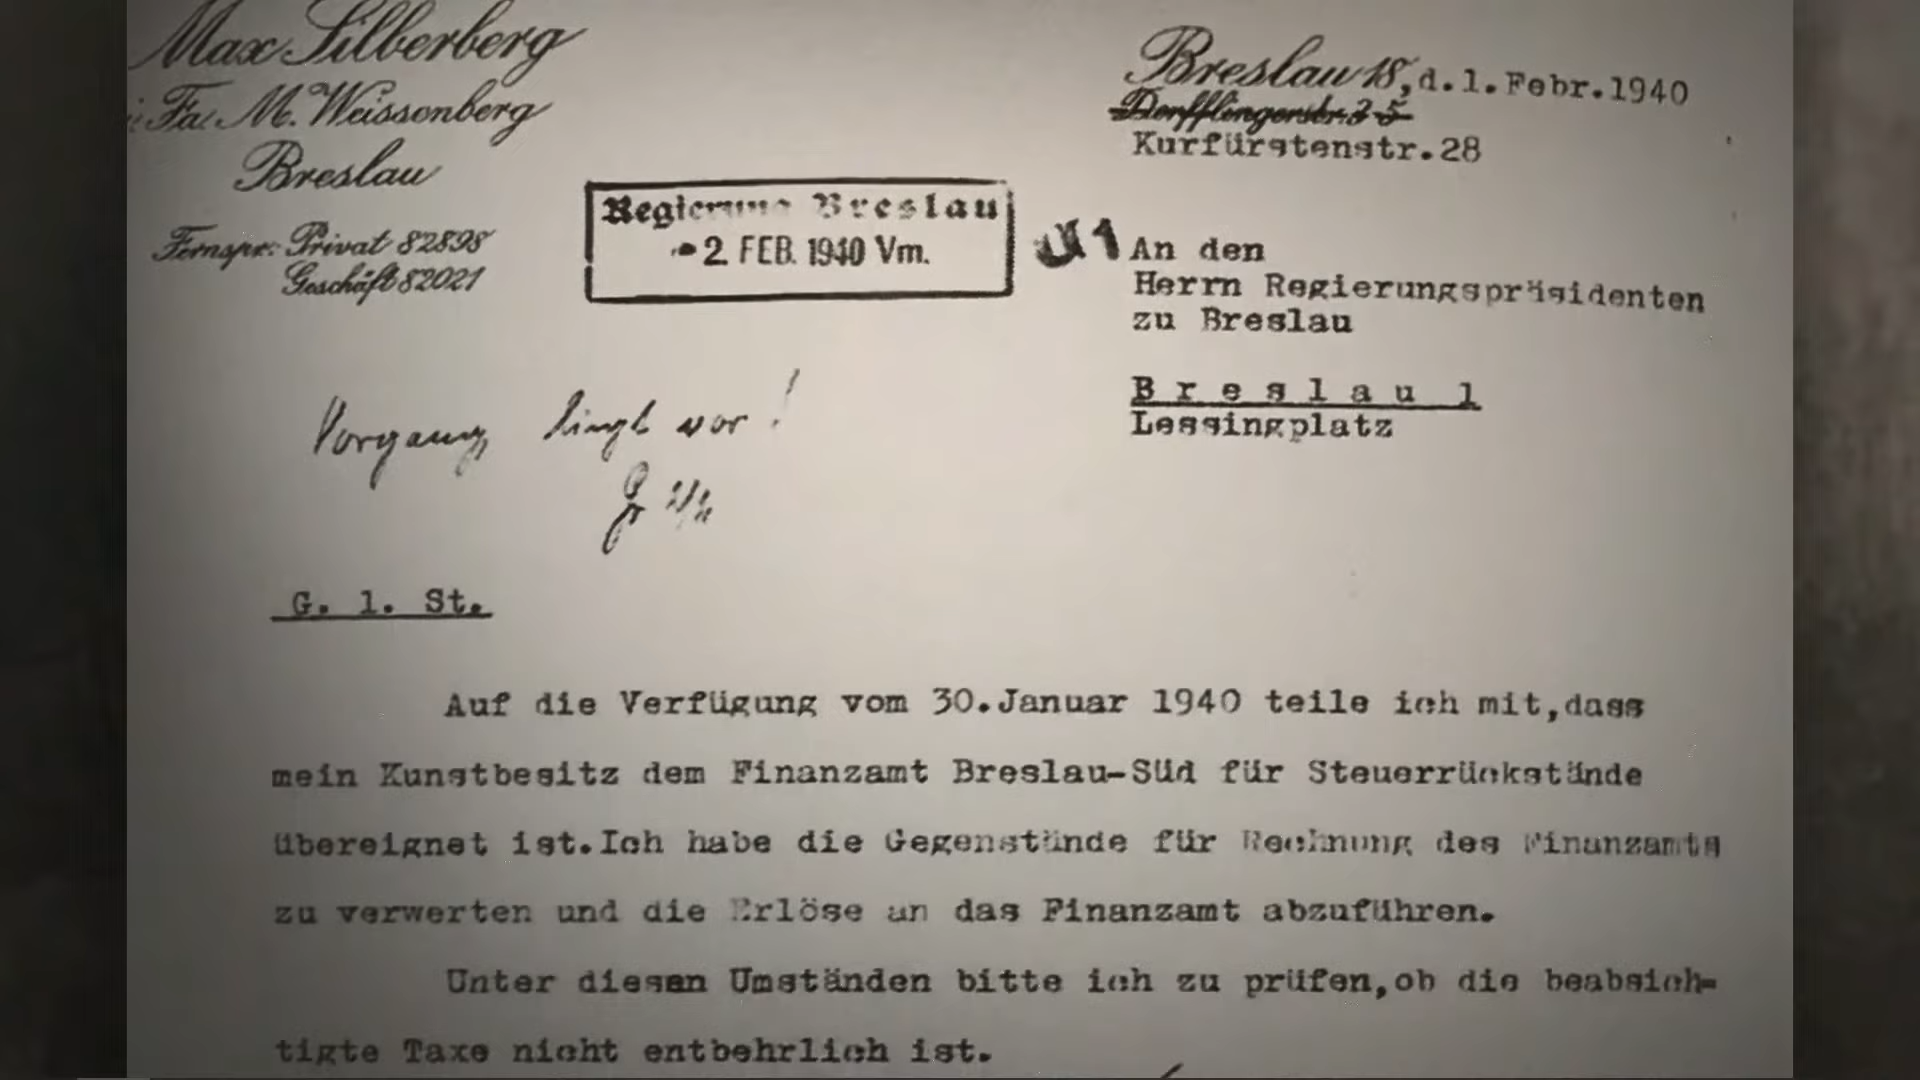 Max Silberberg
i. Fa. M. Weissenberg
Breslau
Fernspr.: Privat 82898
Geschäft 82021
Breslau 18, d. 1. Febr. 1940
Derfflingerstr.
Kurfürstenstr. 28
Regierung Breslau
-2. FEB. 1940 Vm.
An den
Herrn Regierungspräsidenten
zu Breslau
Breslau 1
Lessingplatz
Vorgang liegt vor!
G. 1. St.
Auf die Verfügung vom 30. Januar 1940 teile ich mit, dass
mein Kunstbesitz dem Finanzamt Breslau-Süd für Steuerrückstände
übereignet ist. Ich habe die Gegenstände für Rechnung des Finanzamts
zu verwerten und die Erlöse an das Finanzamt abzuführen.
Unter diesen Umständen bitte ich zu prüfen, ob die beabsich-
tigte Taxe nicht entbehrlich ist.